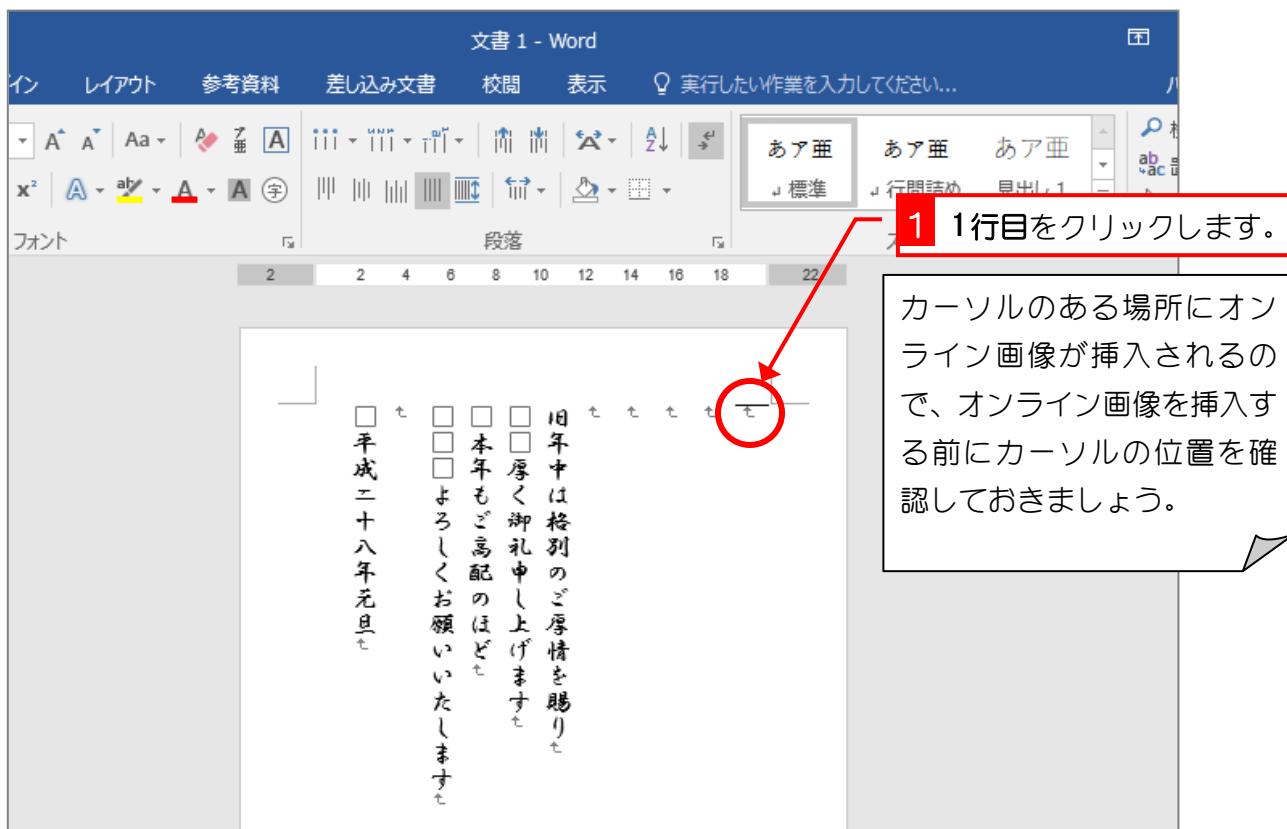 文書 1 - Word
イン レイアウト 参考資料 差し込み文書 校閲 表示 実行したい作業を入力してください...
Aa
あア亜 あア亜 あア亜
標準 行間詰め 見出し 1
フォント 段落
1 1行目をクリックします。
2 2 4 6 8 10 12 14 16 18 22
カーソルのある場所にオン
ライン画像が挿入されるの
で、オンライン画像を挿入す
る前にカーソルの位置を確
認しておきましょう。
旧年中は格別のご厚情を賜り
□□厚く御礼申し上げます
□本年もご高配のほど
□□□よろしくお願いいたします
□平成二十八年元旦